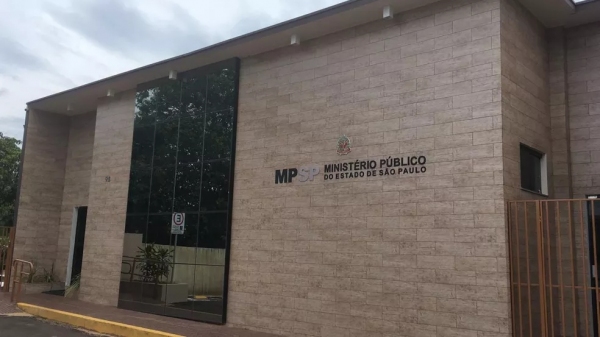 MPSP MINISTÉRIO PÚBLICO
DO ESTADO DE SÃO PAULO